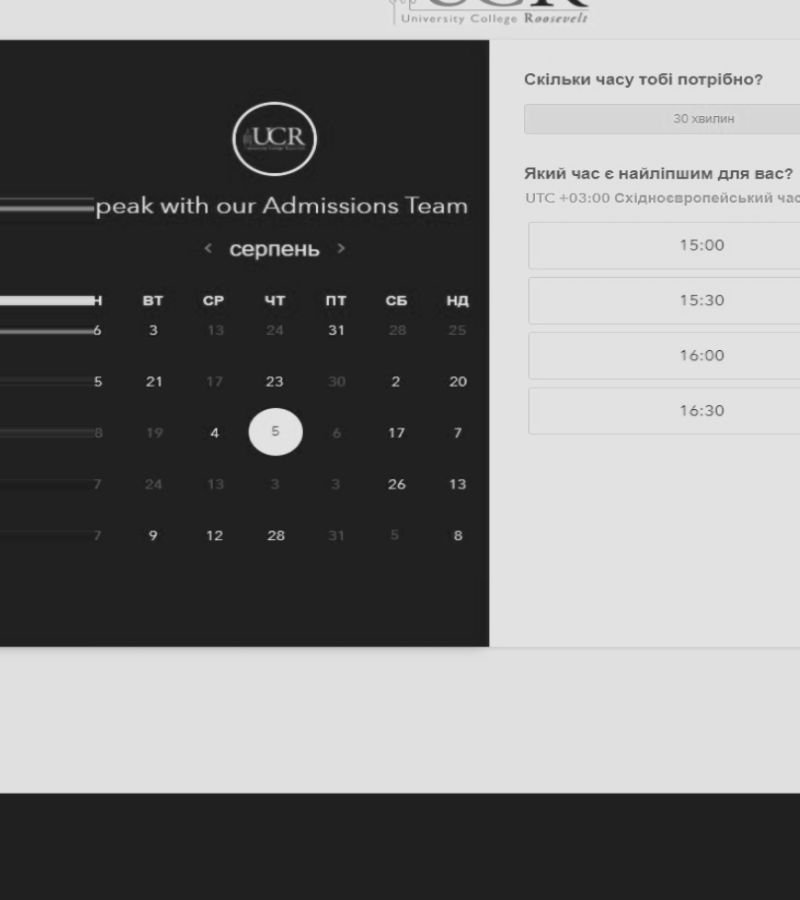 University College Roosevelt
UCR
peak with our Admissions Team
< серпень >
Н ВТ СР ЧТ ПТ СБ НД
6 3 13 24 31 28 25
5 21 17 23 30 2 20
8 19 4 5 6 17 7
7 24 13 3 3 26 13
7 9 12 28 31 5 8
Скільки часу тобі потрібно?
30 хвилин
Який час є найліпшим для вас?
UTC +03:00 Східноєвропейський час
15:00
15:30
16:00
16:30